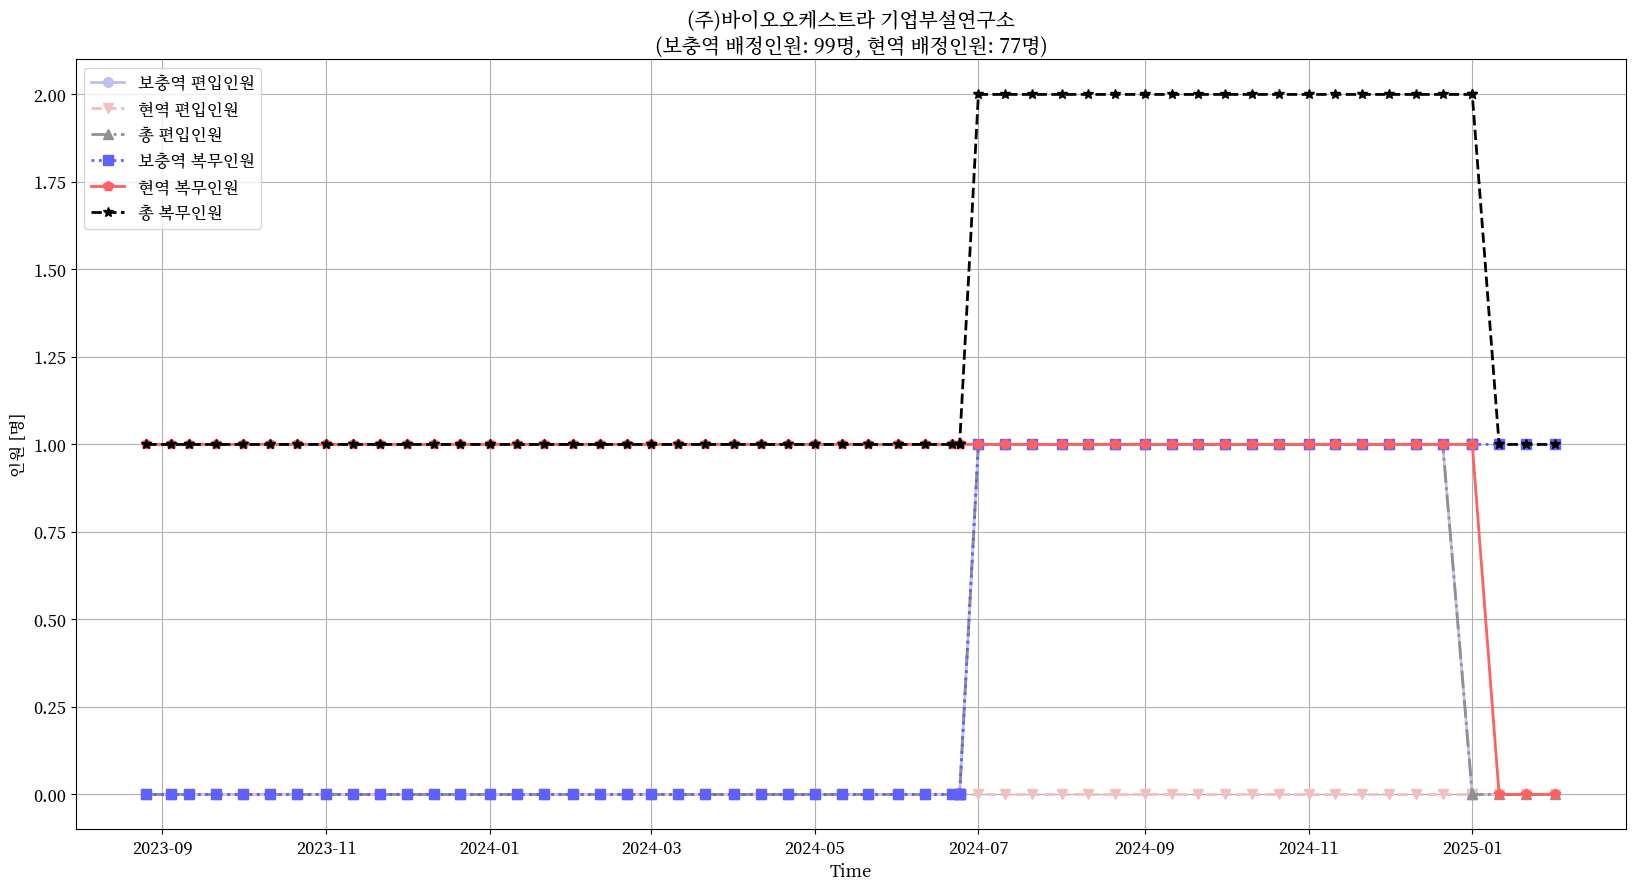 (주)바이오오케스트라 기업부설연구소
(보충역 배정인원: 99명, 현역 배정인원: 77명)
보충역 편입인원
현역 편입인원
총 편입인원
보충역 복무인원
현역 복무인원
총 복무인원
2.00
1.75
1.50
1.25
1.00
0.75
0.50
0.25
0.00
인원 [명]
2023-09 2023-11 2024-01 2024-03 2024-05 2024-07 2024-09 2024-11 2025-01
Time